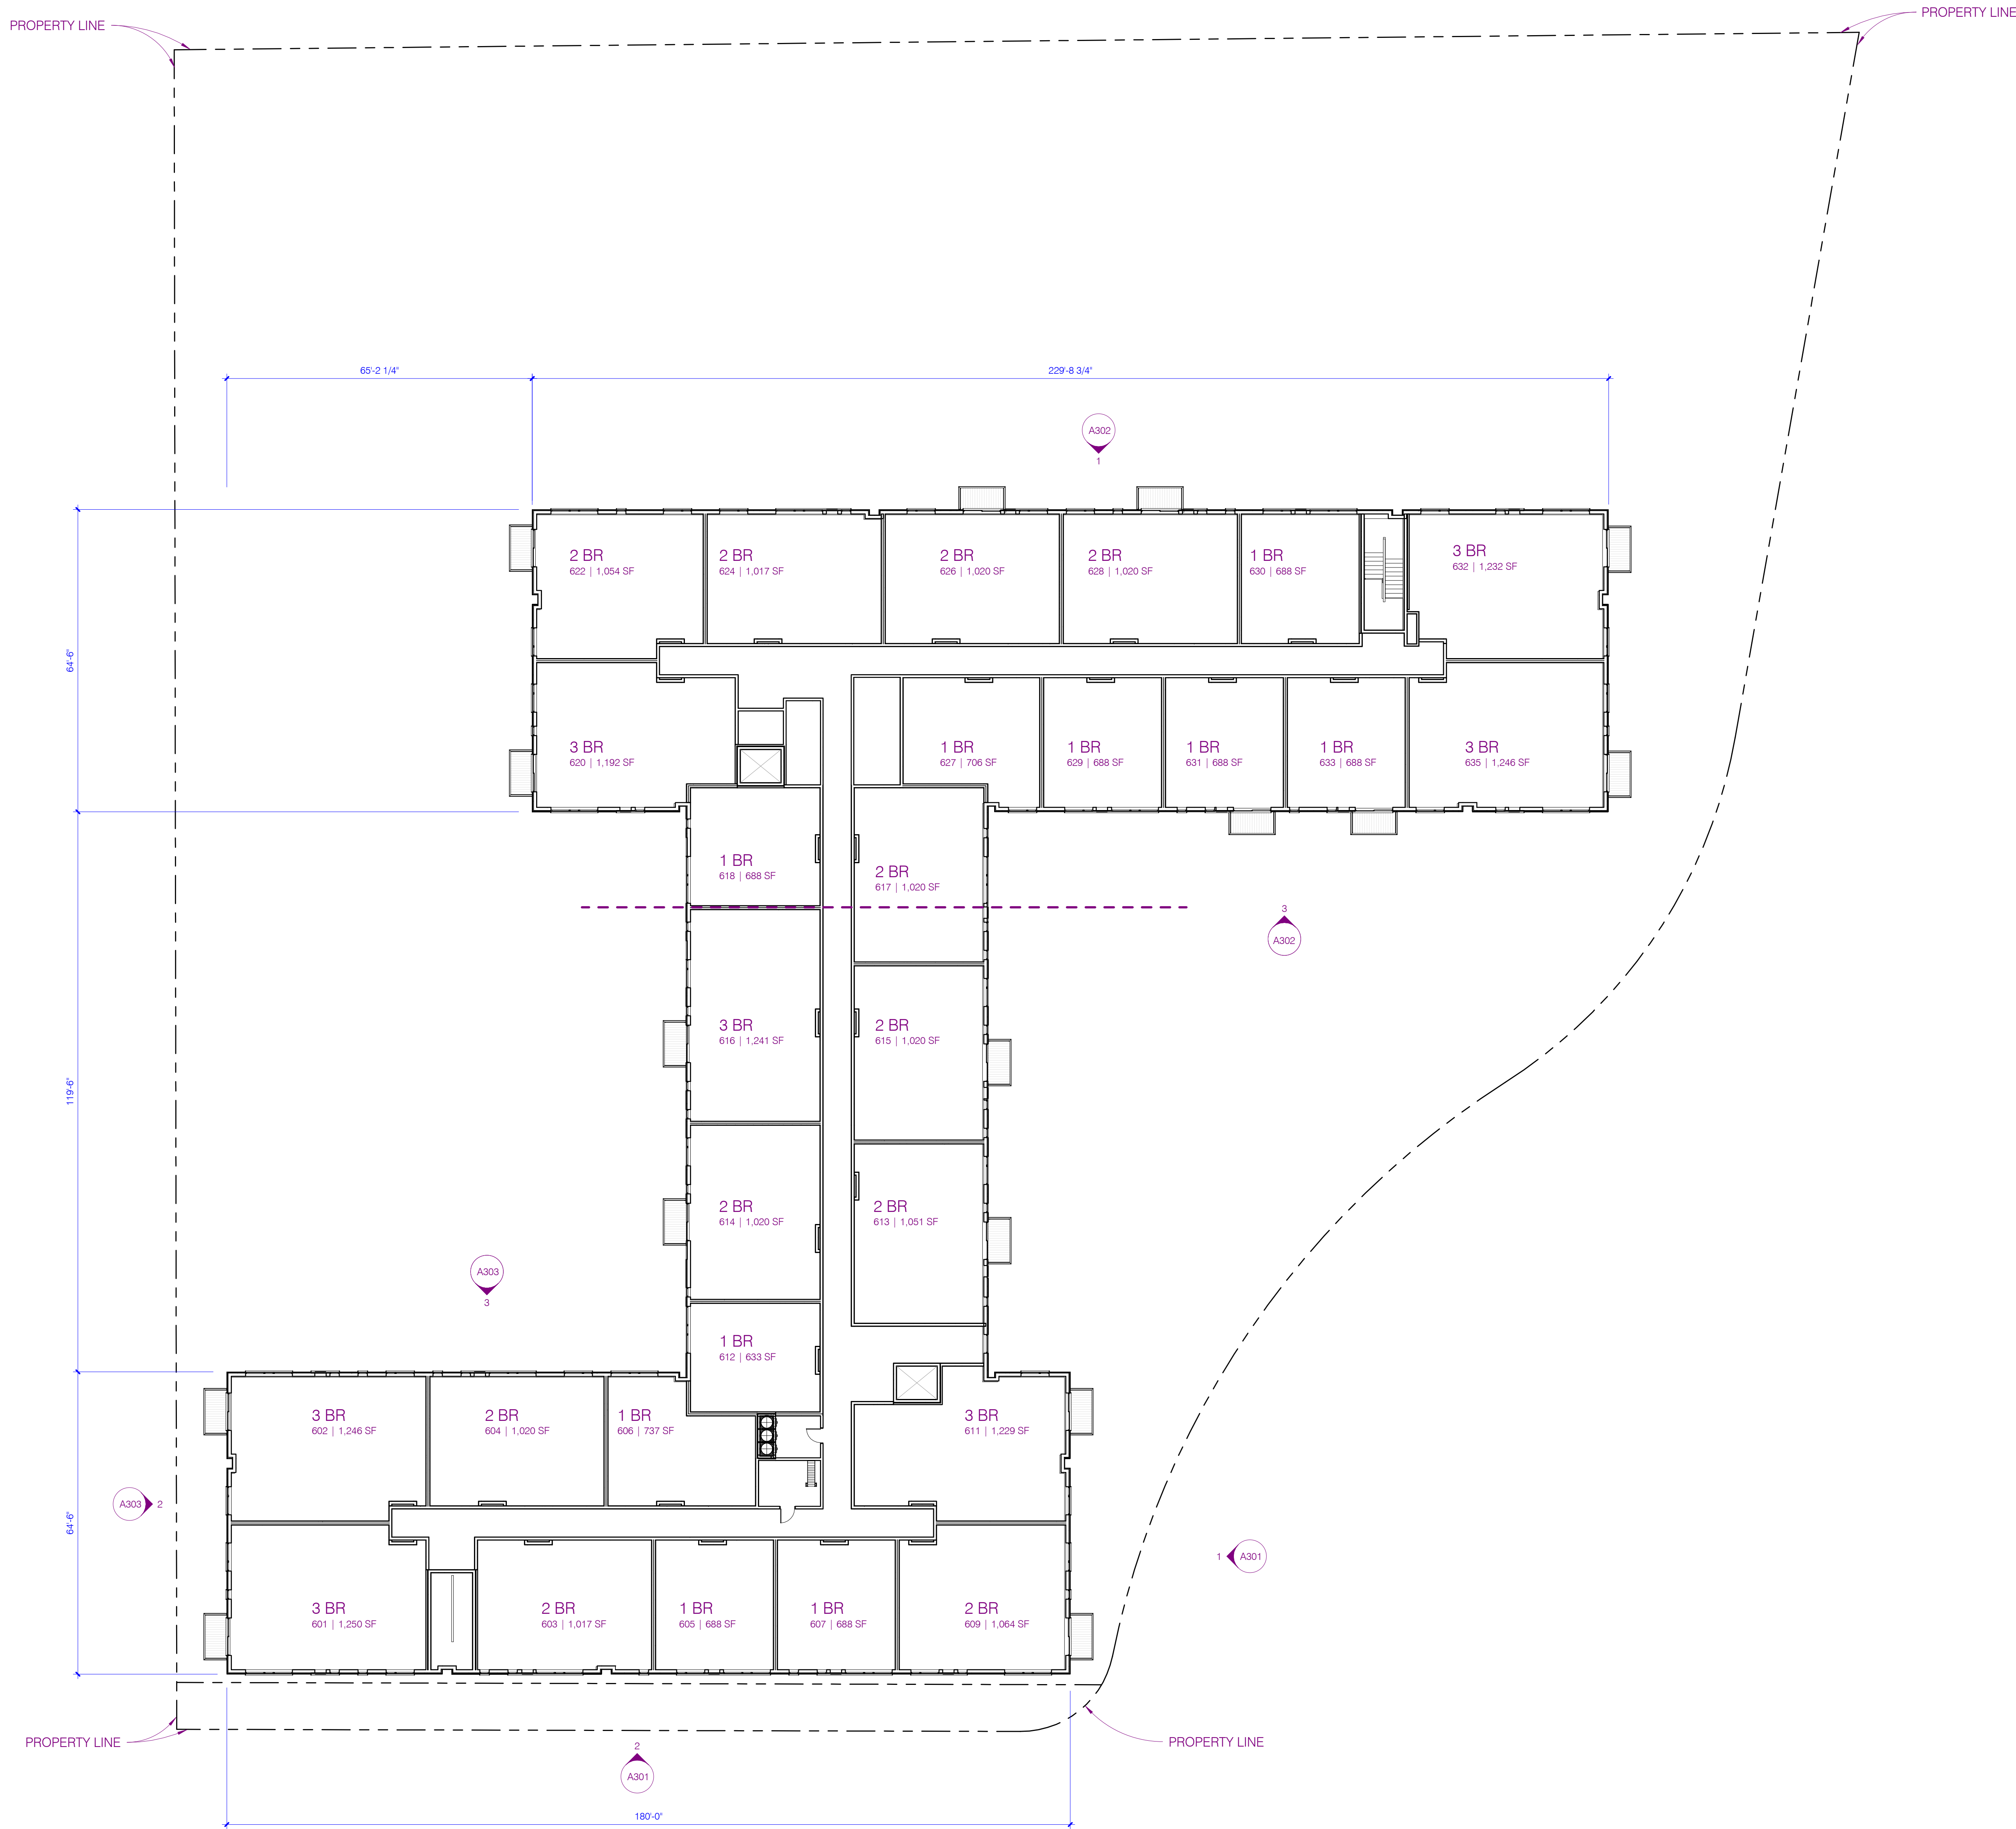 PROPERTY LINE
PROPERTY LINE
65'-2 1/4"
229'-8 3/4"
A302
1
64'-6"
2 BR
622 | 1,054 SF
2 BR
624 | 1,017 SF
2 BR
626 | 1,020 SF
2 BR
628 | 1,020 SF
1 BR
630 | 688 SF
3 BR
632 | 1,232 SF
3 BR
620 | 1,192 SF
1 BR
627 | 706 SF
1 BR
629 | 688 SF
1 BR
631 | 688 SF
1 BR
633 | 688 SF
3 BR
635 | 1,246 SF
1 BR
618 | 688 SF
2 BR
617 | 1,020 SF
3
A302
119'-6"
3 BR
616 | 1,241 SF
2 BR
615 | 1,020 SF
2 BR
614 | 1,020 SF
2 BR
613 | 1,051 SF
A303
3
1 BR
612 | 633 SF
3 BR
602 | 1,246 SF
2 BR
604 | 1,020 SF
1 BR
606 | 737 SF
3 BR
611 | 1,229 SF
A303
2
64'-6"
1
A301
3 BR
601 | 1,250 SF
2 BR
603 | 1,017 SF
1 BR
605 | 688 SF
1 BR
607 | 688 SF
2 BR
609 | 1,064 SF
PROPERTY LINE
PROPERTY LINE
2
A301
180'-0"